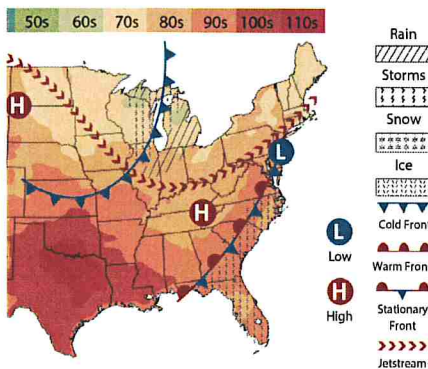 50s 60s 70s 80s 90s 100s 110s
Rain
Storms
Snow
Ice
Cold Front
Warm Front
Stationary
Front
Jetstream
H
H
L
L
Low
H
High